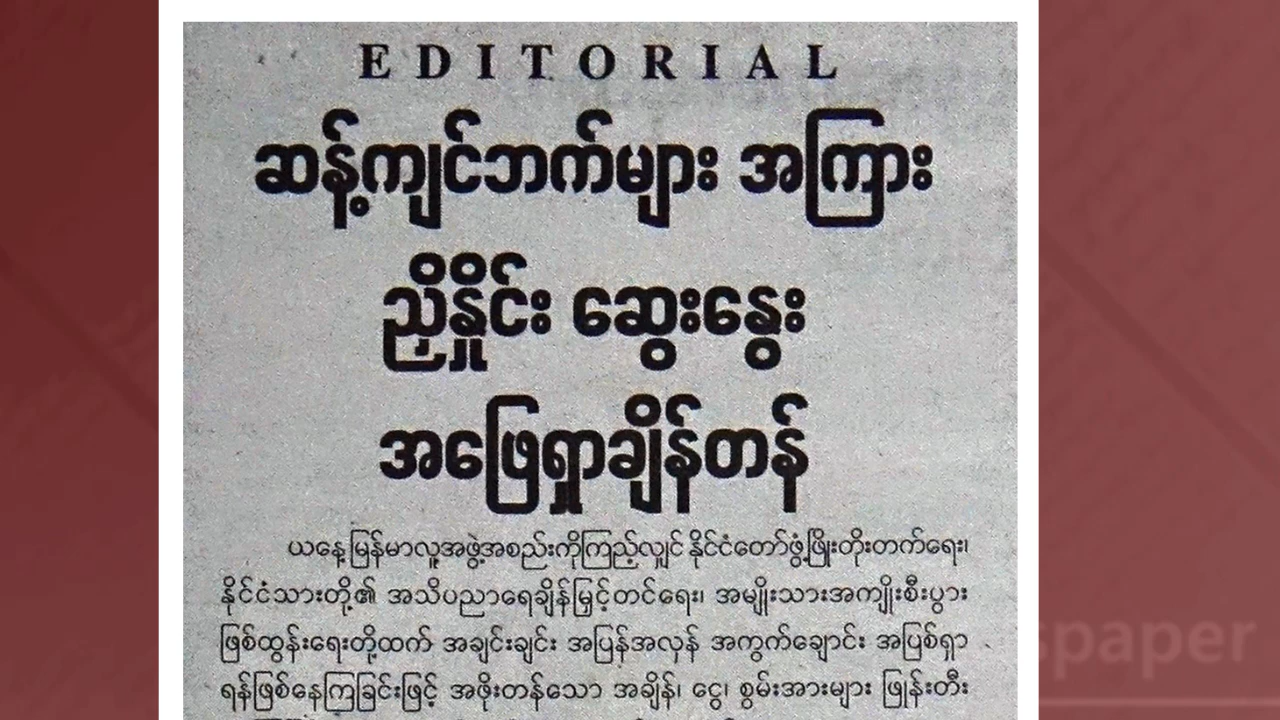 EDITORIAL
ဆန့်ကျင်ဘက်များ အကြား
ညှိနှိုင်း ဆွေးနွေး
အဖြေရှာချိန်တန်
ယနေ့မြန်မာလူ့အဖွဲ့အစည်းကိုကြည့်လျှင် နိုင်ငံတော်ဖွံ့ဖြိုးတိုးတက်ရေး၊
နိုင်ငံသားတို့၏ အသိပညာရေချိန်မြှင့်တင်ရေး၊ အမျိုးသားအကျိုးစီးပွား
ဖြစ်ထွန်းရေးတို့ထက် အချင်းချင်း အပြန်အလှန် အကွက်ချောင်း အပြစ်ရှာ
ရန်ဖြစ်နေကြခြင်းဖြင့် အဖိုးတန်သော အချိန်၊ ငွေ၊ စွမ်းအားများ ဖြုန်းတီး
spaper